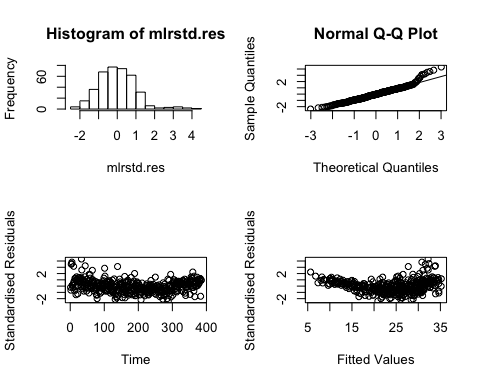 Histogram of mlrstd.res
Frequency
0 60
-2 0 1 2 3 4
mlrstd.res
Normal Q-Q Plot
Sample Quantiles
-2 2
-3 -2 -1 0 1 2 3
Theoretical Quantiles
Standardised Residuals
-2 2
0 100 200 300 400
Time
Standardised Residuals
-2 2
5 15 25 35
Fitted Values